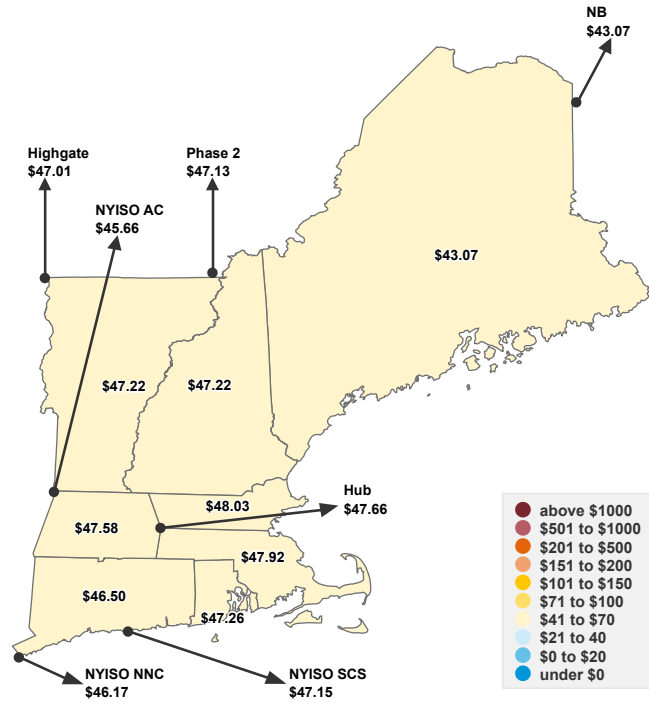 NB
$43.07
Highgate
$47.01
Phase 2
$47.13
NYISO AC
$45.66
$43.07
$47.22
$47.22
Hub
$47.66
$48.03
$47.58
$47.92
$46.50
$47.26
NYISO NNC
$46.17
NYISO SCS
$47.15
above $1000
$501 to $1000
$201 to $500
$151 to $200
$101 to $150
$71 to $100
$41 to $70
$21 to 40
$0 to $20
under $0